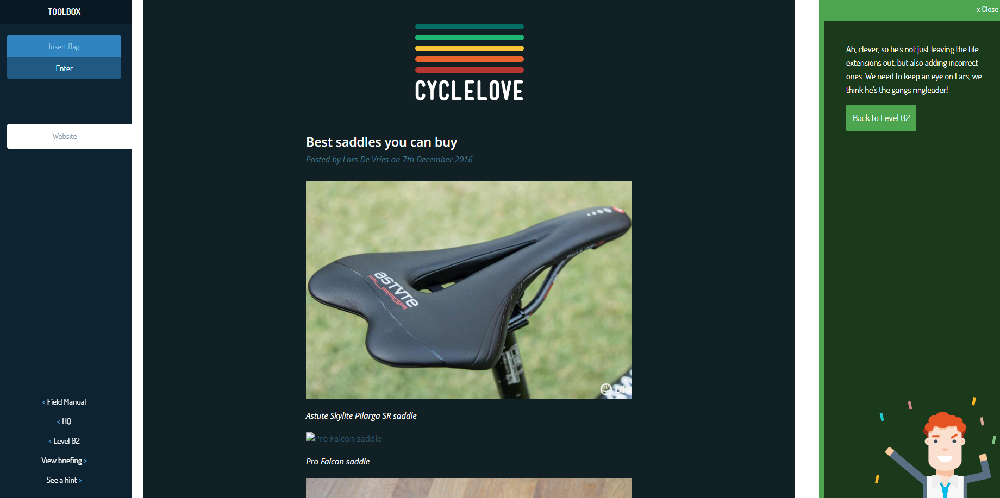 TOOLBOX
Insert flag
Enter
Website
< Field Manual
< HQ
< Level 02
View briefing >
See a hint >
CYCLELOVE
Best saddles you can buy
Posted by Lars De Vries on 7th December 2016
ASTVTE
PILARGA
Astute Skylite Pilarga SR saddle
Pro Falcon saddle
Pro Falcon saddle
x Close
Ah, clever, so he's not just leaving the file
extensions out, but also adding incorrect
ones. We need to keep an eye on Lars, we
think he's the gangs ringleader!
Back to Level 02